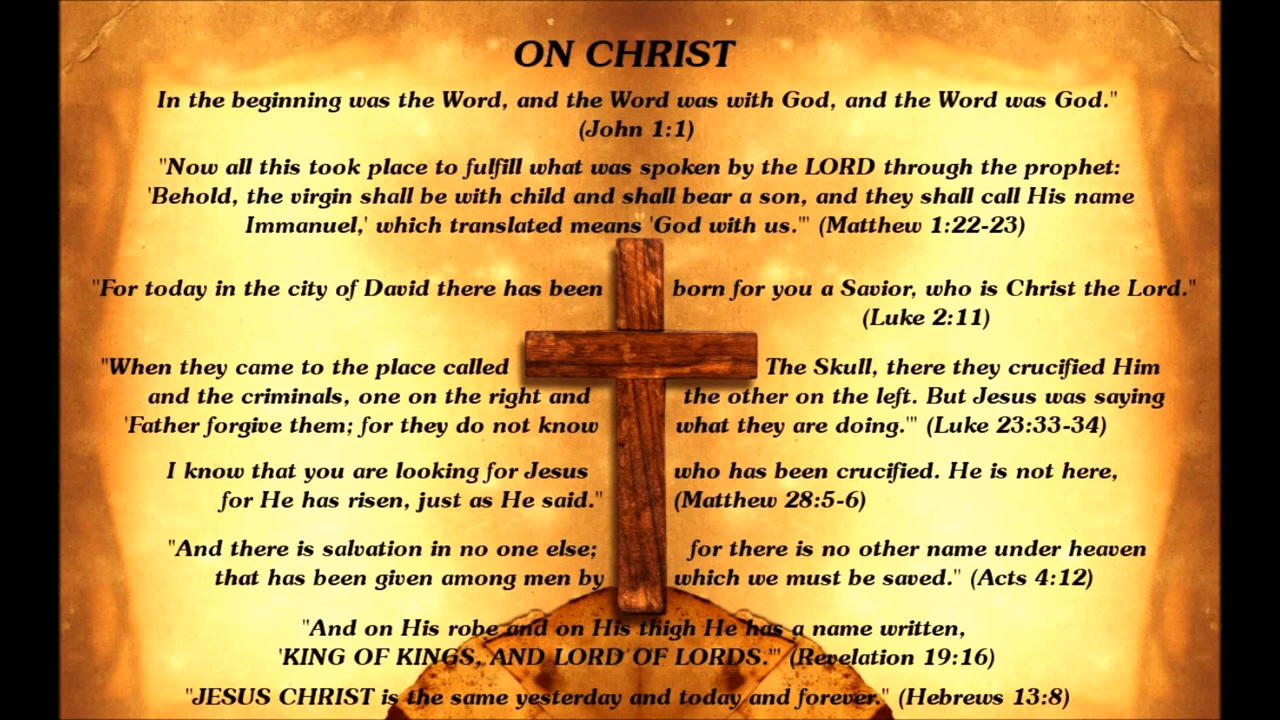 ON CHRIST
In the beginning was the Word, and the Word was with God, and the Word was God."
(John 1:1)
"Now all this took place to fulfill what was spoken by the LORD through the prophet:
'Behold, the virgin shall be with child and shall bear a son, and they shall call His name
Immanuel,' which translated means 'God with us.'" (Matthew 1:22-23)
"For today in the city of David there has been born for you a Savior, who is Christ the Lord."
(Luke 2:11)
"When they came to the place called The Skull, there they crucified Him
and the criminals, one on the right and the other on the left. But Jesus was saying
'Father forgive them; for they do not know what they are doing.'" (Luke 23:33-34)
I know that you are looking for Jesus who has been crucified. He is not here,
for He has risen, just as He said." (Matthew 28:5-6)
"And there is salvation in no one else; for there is no other name under heaven
that has been given among men by which we must be saved." (Acts 4:12)
"And on His robe and on His thigh He has a name written,
'KING OF KINGS, AND LORD OF LORDS.'" (Revelation 19:16)
"JESUS CHRIST is the same yesterday and today and forever." (Hebrews 13:8)